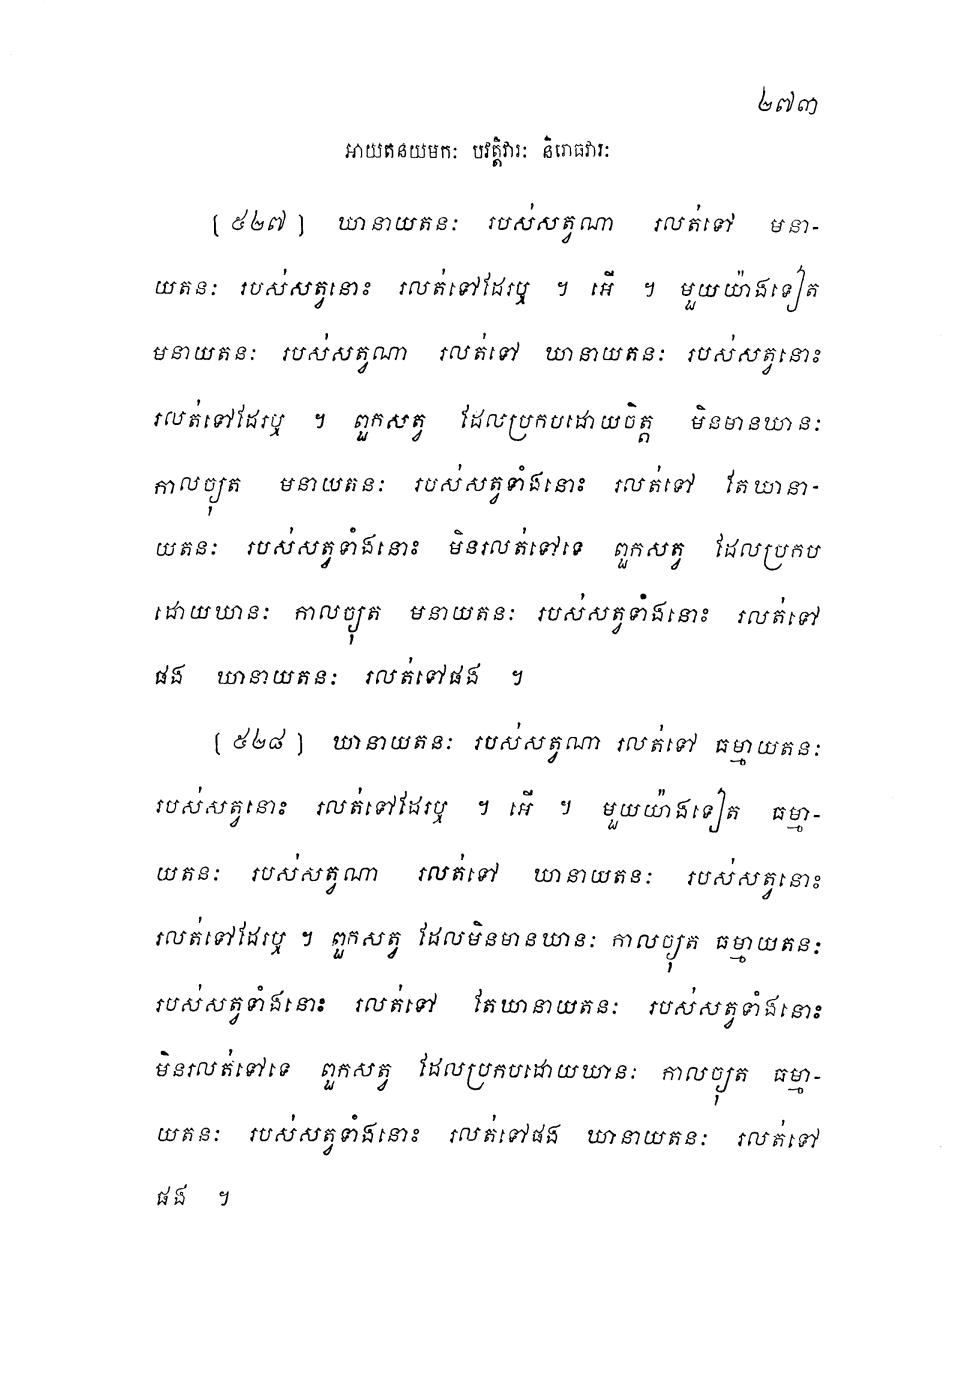 ២៧៣
អាយតនយមកៈ បវត្តិវារៈ និរោធវារៈ
[ ៥២៧ ] ឃានាយតនៈ របស់សត្វណា រលត់ទៅ មនា-
យតនៈ របស់សត្វនោះ រលត់ទៅដែរឬ ។ អើ ។ មួយយ៉ាងទៀត
មនាយតនៈ របស់សត្វណា រលត់ទៅ ឃានាយតនៈ របស់សត្វនោះ
រលត់ទៅដែរឬ ។ ពួកសត្វ ដែលប្រកបដោយចិត្ត មិនមានឃានៈ
កាលច្យុត មនាយតនៈ របស់សត្វទាំងនោះ រលត់ទៅ តែឃានា-
យតនៈ របស់សត្វទាំងនោះ មិនរលត់ទៅទេ ពួកសត្វ ដែលប្រកប
ដោយឃានៈ កាលច្យុត មនាយតនៈ របស់សត្វទាំងនោះ រលត់ទៅ
ផង ឃានាយតនៈ រលត់ទៅផង ។
[ ៥២៨ ] ឃានាយតនៈ របស់សត្វណា រលត់ទៅ ធម្មាយតនៈ
របស់សត្វនោះ រលត់ទៅដែរឬ ។ អើ ។ មួយយ៉ាងទៀត ធម្មា-
យតនៈ របស់សត្វណា រលត់ទៅ ឃានាយតនៈ របស់សត្វនោះ
រលត់ទៅដែរឬ ។ ពួកសត្វ ដែលមិនមានឃានៈ កាលច្យុត ធម្មាយតនៈ
របស់សត្វទាំងនោះ រលត់ទៅ តែឃានាយតនៈ របស់សត្វទាំងនោះ
មិនរលត់ទៅទេ ពួកសត្វ ដែលប្រកបដោយឃានៈ កាលច្យុត ធម្មា-
យតនៈ របស់សត្វទាំងនោះ រលត់ទៅផង ឃានាយតនៈ រលត់ទៅ
ផង ។